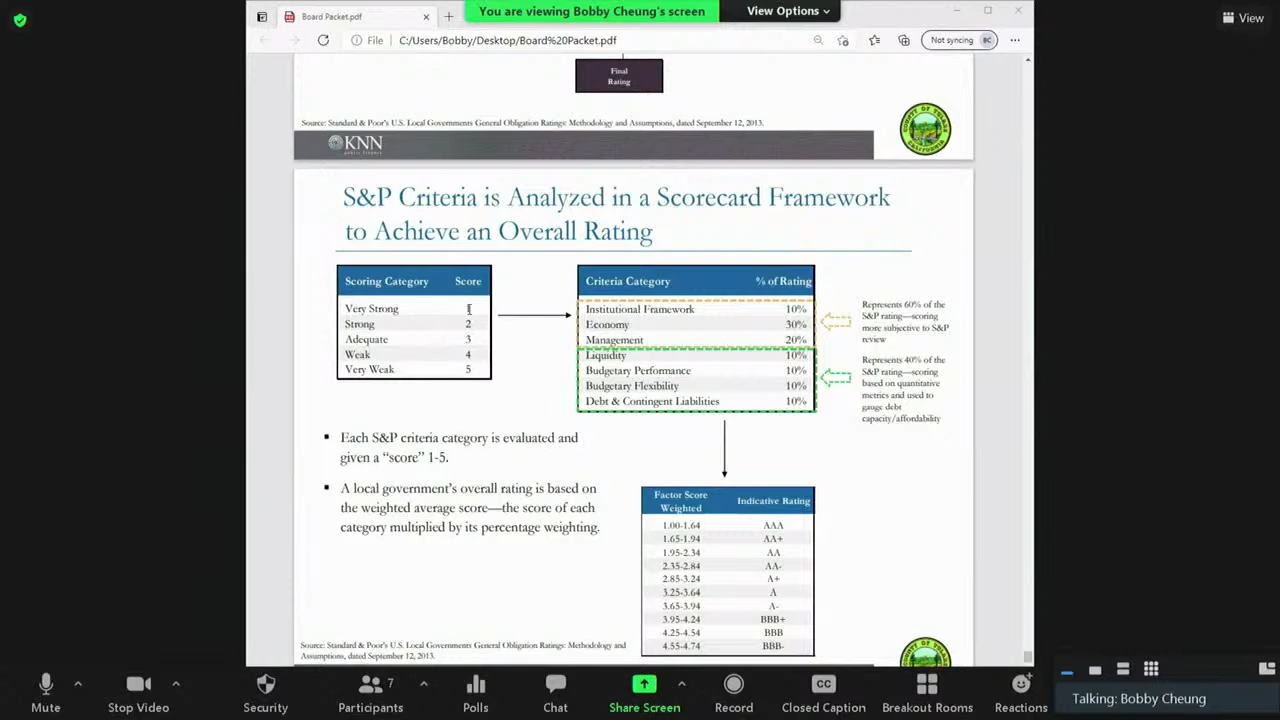 Board Packet.pdf
You are viewing Bobby Cheung's screen
View Options
View
File
C:/Users/Bobby/Desktop/Board%20Packet.pdf
Not syncing
BC
Final
Rating
Source: Standard & Poor's U.S. Local Governments General Obligation Ratings: Methodology and Assumptions, dated September 12, 2013.
KNN
public finance
COUNTY OF TULARE
CALIFORNIA
S&P Criteria is Analyzed in a Scorecard Framework
to Achieve an Overall Rating
Scoring Category Score
Very Strong 1
Strong 2
Adequate 3
Weak 4
Very Weak 5
Criteria Category % of Rating
Institutional Framework 10%
Economy 30%
Management 20%
Liquidity 10%
Budgetary Performance 10%
Budgetary Flexibility 10%
Debt & Contingent Liabilities 10%
Represents 60% of the
S&P rating—scoring
more subjective to S&P
review
Represents 40% of the
S&P rating—scoring
based on quantitative
metrics and used to
gauge debt
capacity/affordability
▪ Each S&P criteria category is evaluated and
given a “score” 1-5.
▪ A local government's overall rating is based on
the weighted average score—the score of each
category multiplied by its percentage weighting.
Factor Score
Weighted
Indicative Rating
1.00-1.64 AAA
1.65-1.94 AA+
1.95-2.34 AA
2.35-2.84 AA-
2.85-3.24 A+
3.25-3.64 A
3.65-3.94 A-
3.95-4.24 BBB+
4.25-4.54 BBB
4.55-4.74 BBB-
Source: Standard & Poor's U.S. Local Governments General Obligation Ratings: Methodology and
Assumptions, dated September 12, 2013.
Mute
Stop Video
Security
7
Participants
Polls
Chat
Share Screen
Record
CC
Closed Caption
Breakout Rooms
Reactions
Talking: Bobby Cheung